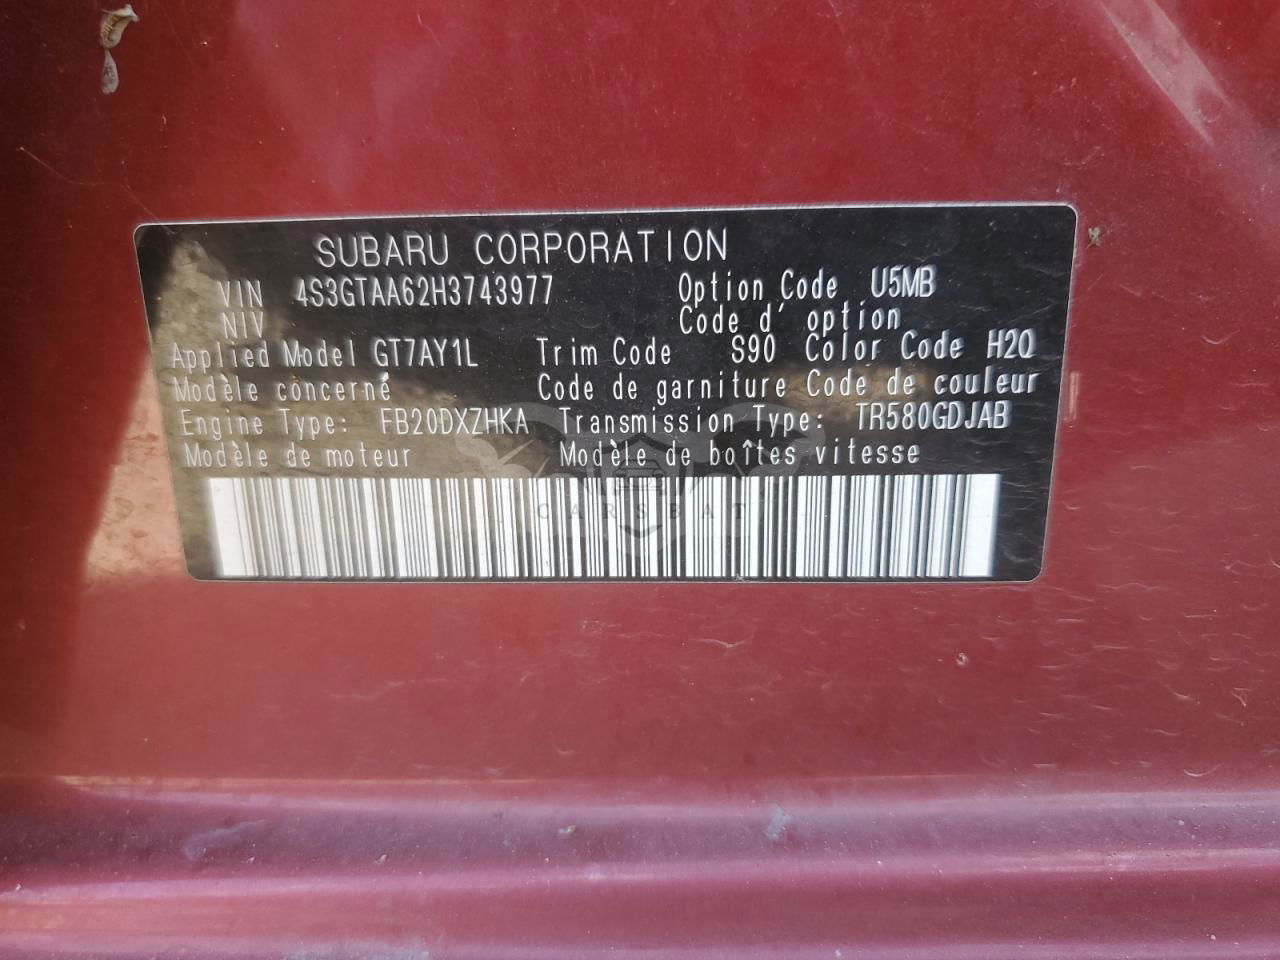 SUBARU CORPORATION
VIN 4S3GTAA62H3743977 Option Code U5MB
NIV Code d' option
Applied Model GT7AY1L Trim Code S90 Color Code H2Q
Modèle concerné Code de garniture Code de couleur
Engine Type: FB20DXZHKA Transmission Type: TR580GDJAB
Modèle de moteur Modèle de boîtes vitesse
CARSBAT